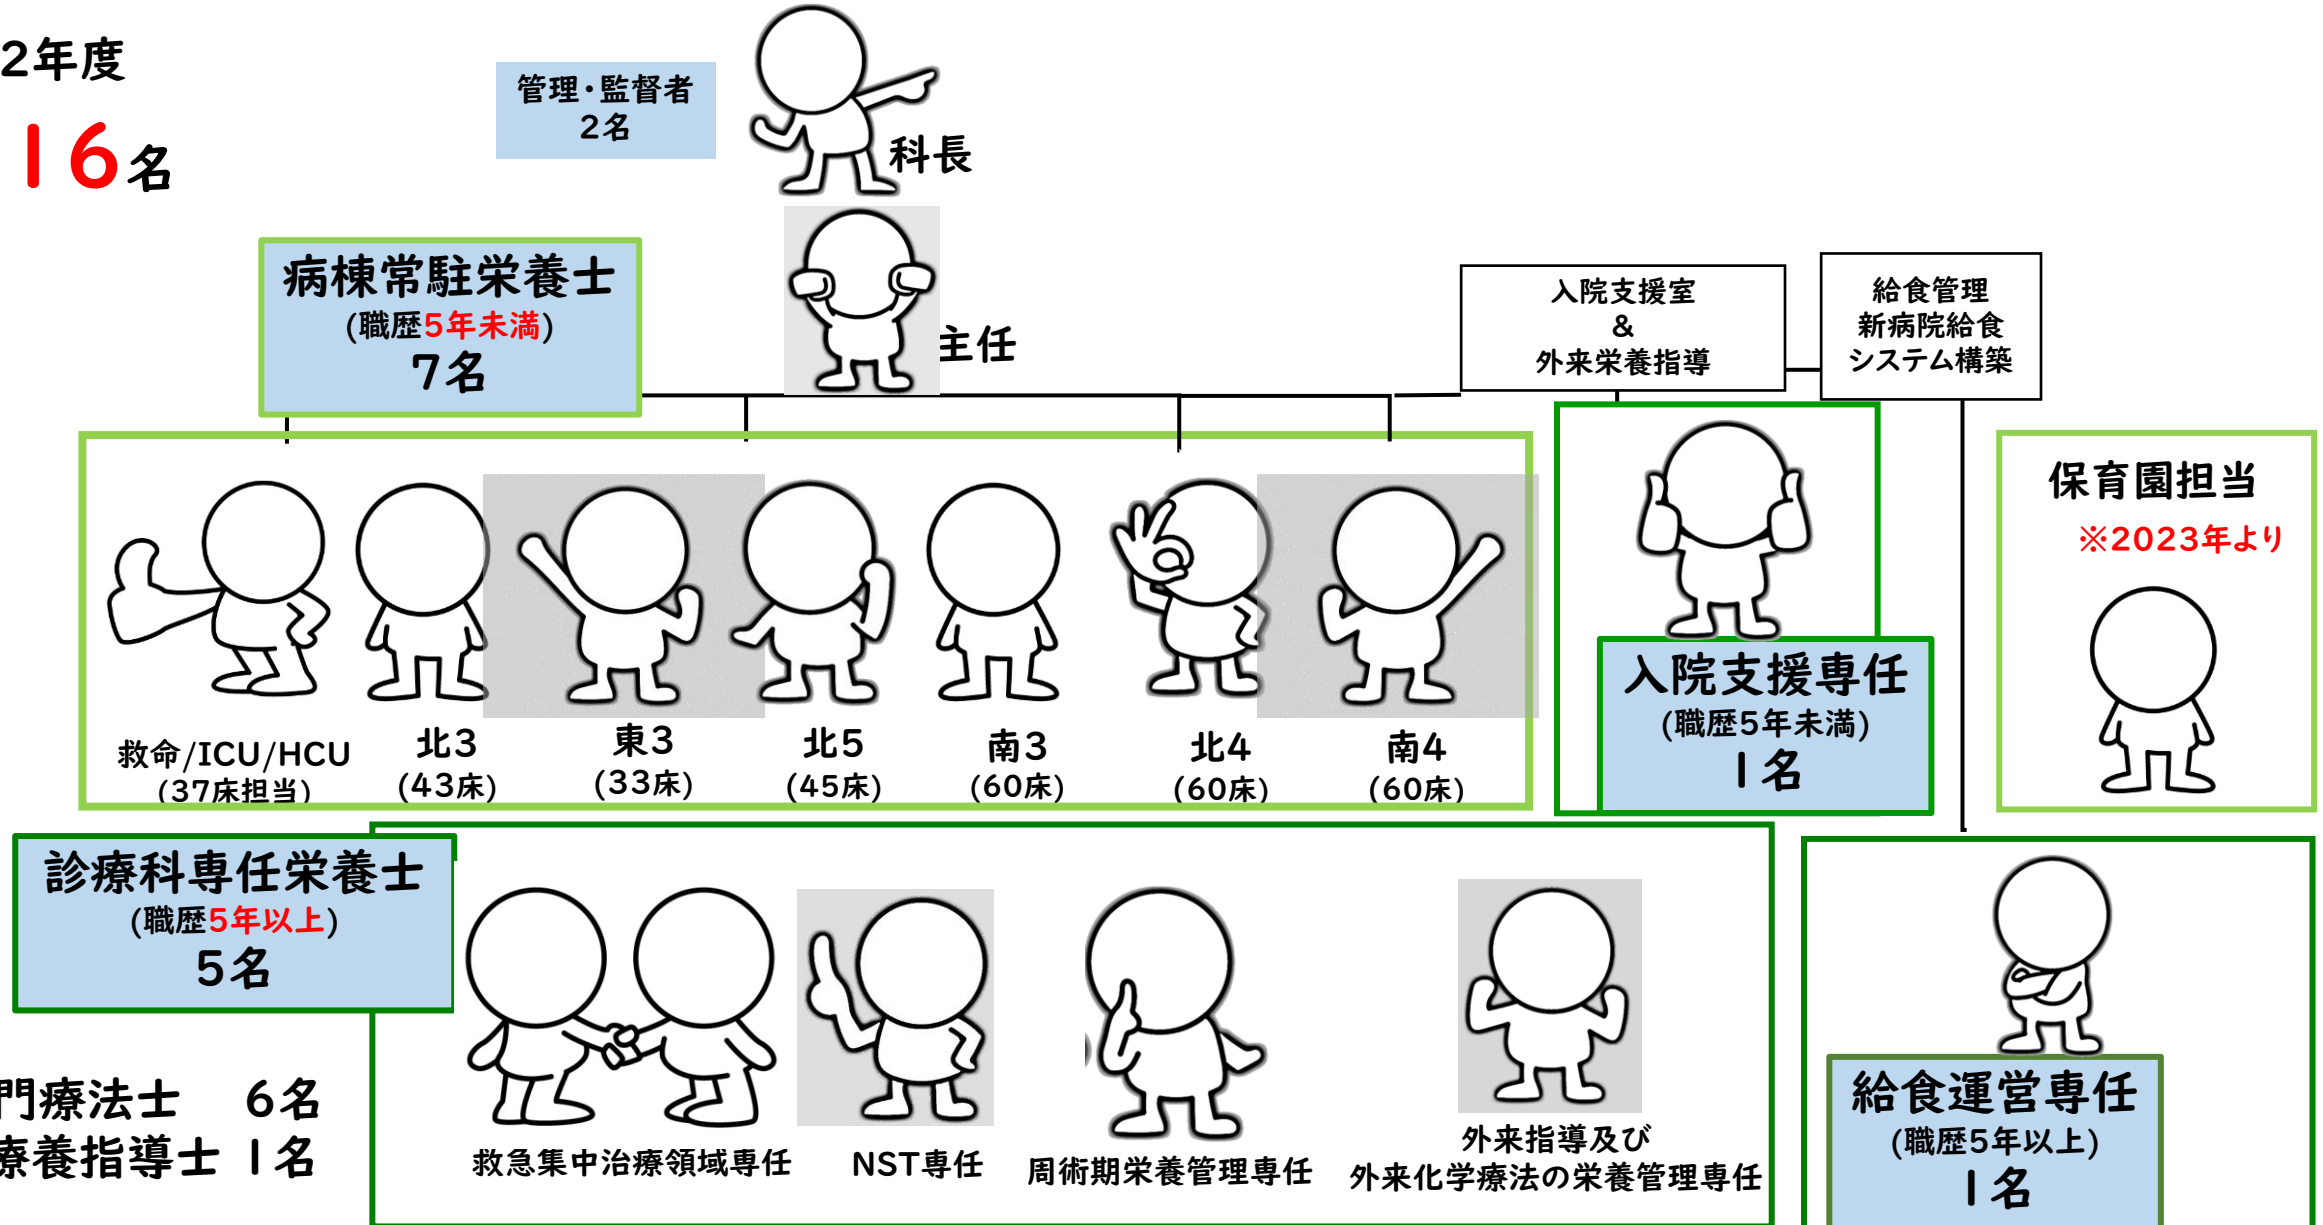 2年度
16名
管理・監督者
2名
科長
主任
病棟常駐栄養士
(職歴5年未満)
7名
入院支援室
&
外来栄養指導
給食管理
新病院給食
システム構築
保育園担当
※2023年より
救命/ICU/HCU
(37床担当)
北3
(43床)
東3
(33床)
北5
(45床)
南3
(60床)
北4
(60床)
南4
(60床)
入院支援専任
(職歴5年未満)
1名
診療科専任栄養士
(職歴5年以上)
5名
門療法士 6名
療養指導士 1名
救急集中治療領域専任
NST専任
周術期栄養管理専任
外来指導及び
外来化学療法の栄養管理専任
給食運営専任
(職歴5年以上)
1名